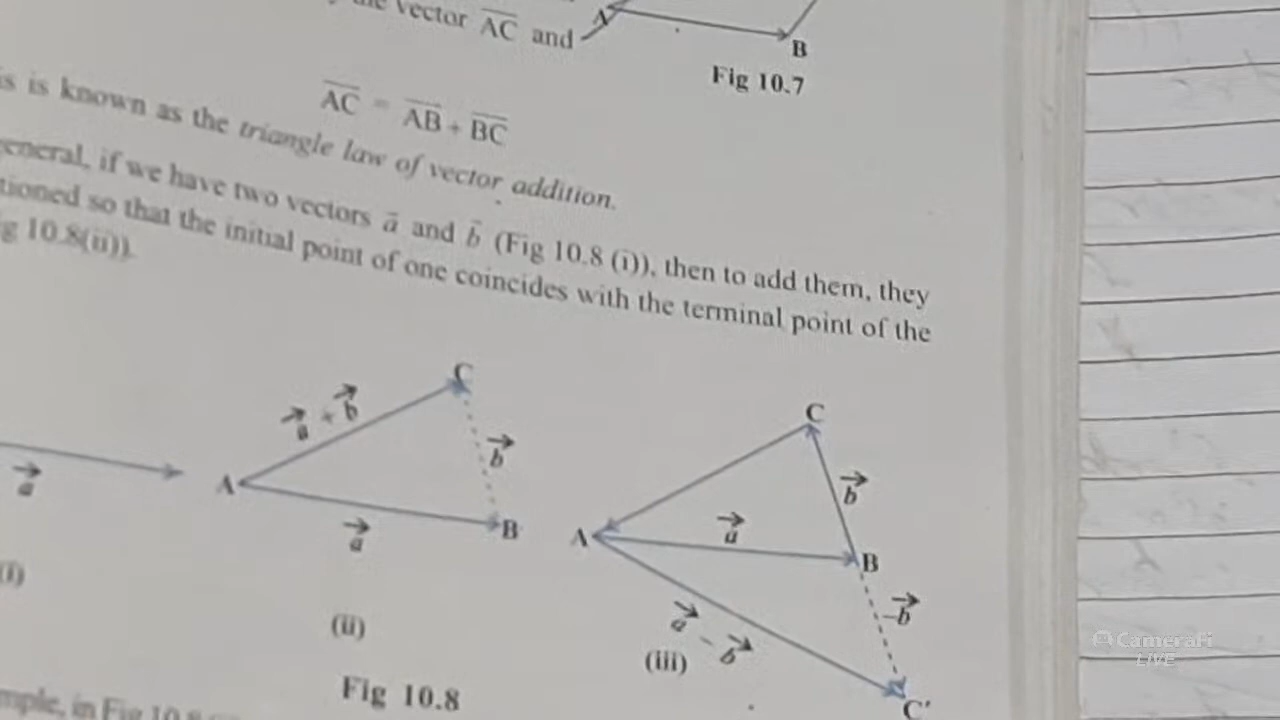 vector AC and
A
B
Fig 10.7
AC = AB + BC
is known as the triangle law of vector addition.
if we have two vectors a⃗ and b⃗ (Fig 10.8 (i)), then to add them, they
so that the initial point of one coincides with the terminal point of the
10.8(ii)).
C
a⃗ + b⃗
b⃗
A
B
a⃗
a⃗
C
b⃗
A
a⃗
B
-b⃗
a⃗ - b⃗
C'
(i)
(ii)
(iii)
Fig 10.8
in Fig 10.8
CameraFi
LIVE